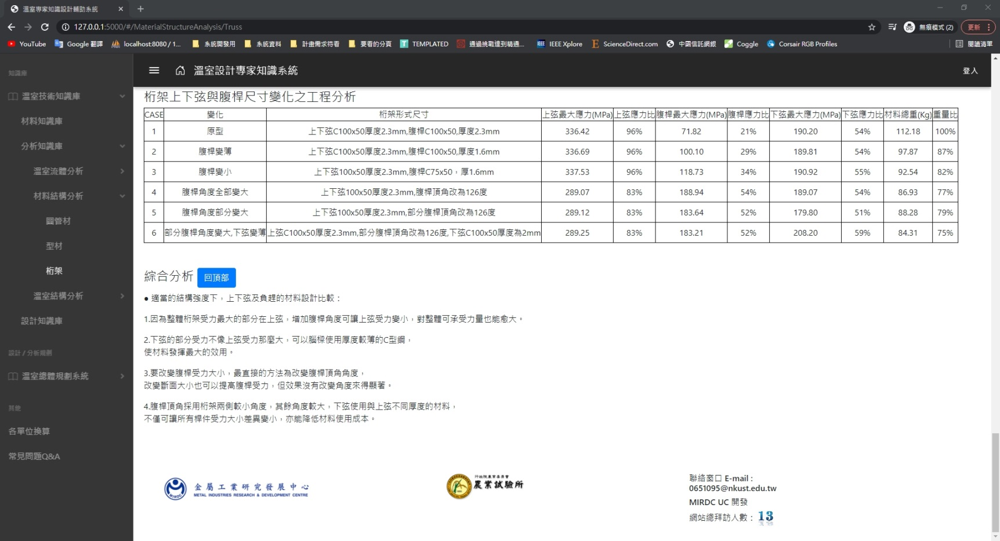 溫室專家知識設計輔助系統
127.0.0.1:5000/#/MaterialStructureAnalysis/Truss
無痕模式 (2)
更新
YouTube
Google 翻譯
localhost:8080 / 1...
系統開發用
系統資料
計畫需求待看
要看的分頁
TEMPLATED
通過挑戰達到精通...
IEEE Xplore
ScienceDirect.com
中國信託網銀
Coggle
Corsair RGB Profiles
閱讀清單
知識庫
溫室技術知識庫
材料知識庫
分析知識庫
溫室流體分析
材料結構分析
圓管材
型材
桁架
溫室結構分析
設計知識庫
設計 / 分析規劃
溫室總體規劃系統
其他
各單位換算
常見問題Q&A
溫室設計專家知識系統
登入
桁架上下弦與腹桿尺寸變化之工程分析
CASE 變化 桁架形式尺寸 上弦最大應力(MPa) 上弦應力比 腹桿最大應力(MPa) 腹桿應力比 下弦最大應力(MPa) 下弦應力比 材料總重(Kg) 重量比
1 原型 上下弦C100x50厚度2.3mm,腹桿C100x50,厚度2.3mm 336.42 96% 71.82 21% 190.20 54% 112.18 100%
2 腹桿變薄 上下弦C100x50厚度2.3mm,腹桿C100x50,厚度1.6mm 336.69 96% 100.10 29% 189.81 54% 97.87 87%
3 腹桿變小 上下弦100x50厚度2.3mm,腹桿C75x50，厚1.6mm 337.53 96% 118.73 34% 190.92 55% 92.54 82%
4 腹桿角度全部變大 上下弦100x50厚度2.3mm,腹桿頂角改為126度 289.07 83% 188.94 54% 189.07 54% 86.93 77%
5 腹桿角度部分變大 上下弦100x50厚度2.3mm,部分腹桿頂角改為126度 289.12 83% 183.64 52% 179.80 51% 88.28 79%
6 部分腹桿角度變大,下弦變薄 上弦C100x50厚度2.3mm,部分腹桿頂角改為126度,下弦C100x50厚度為2mm 289.25 83% 183.21 52% 208.20 59% 84.31 75%
綜合分析 回頂部
● 適當的結構強度下，上下弦及負趕的材料設計比較：
1.因為整體桁架受力最大的部分在上弦，增加腹桿角度可讓上弦受力變小，對整體可承受力量也能愈大。
2.下弦的部分受力不像上弦受力那麼大，可以腦樑使用厚度較薄的C型鋼，
使材料發揮最大的效用。
3.要改變腹桿受力大小，最直接的方法為改變腹桿頂角角度，
改變斷面大小也可以提高腹桿受力，但效果沒有改變角度來得顯著。
4.腹桿頂角採用桁架兩側較小角度，其餘角度較大，下弦使用與上弦不同厚度的材料，
不僅可讓所有桿件受力大小差異變小，亦能降低材料使用成本。
MIRDC
金屬工業研究發展中心
METAL INDUSTRIES RESEARCH & DEVELOPMENT CENTRE
行政院農業委員會
農業試驗所
聯絡窗口 E-mail :
0651095@nkust.edu.tw
MIRDC UC 開發
網站總拜訪人數： 13